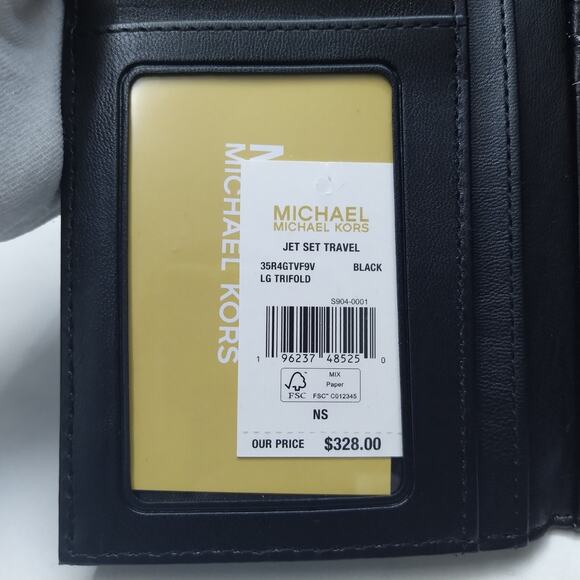 M
MICHAEL KORS
MICHAEL
MICHAEL KORS
JET SET TRAVEL
35R4GTVF9V BLACK
LG TRIFOLD
S904-0001
1 96237 48525 0
FSC
MIX
Paper
FSC™ C012345
NS
OUR PRICE $328.00